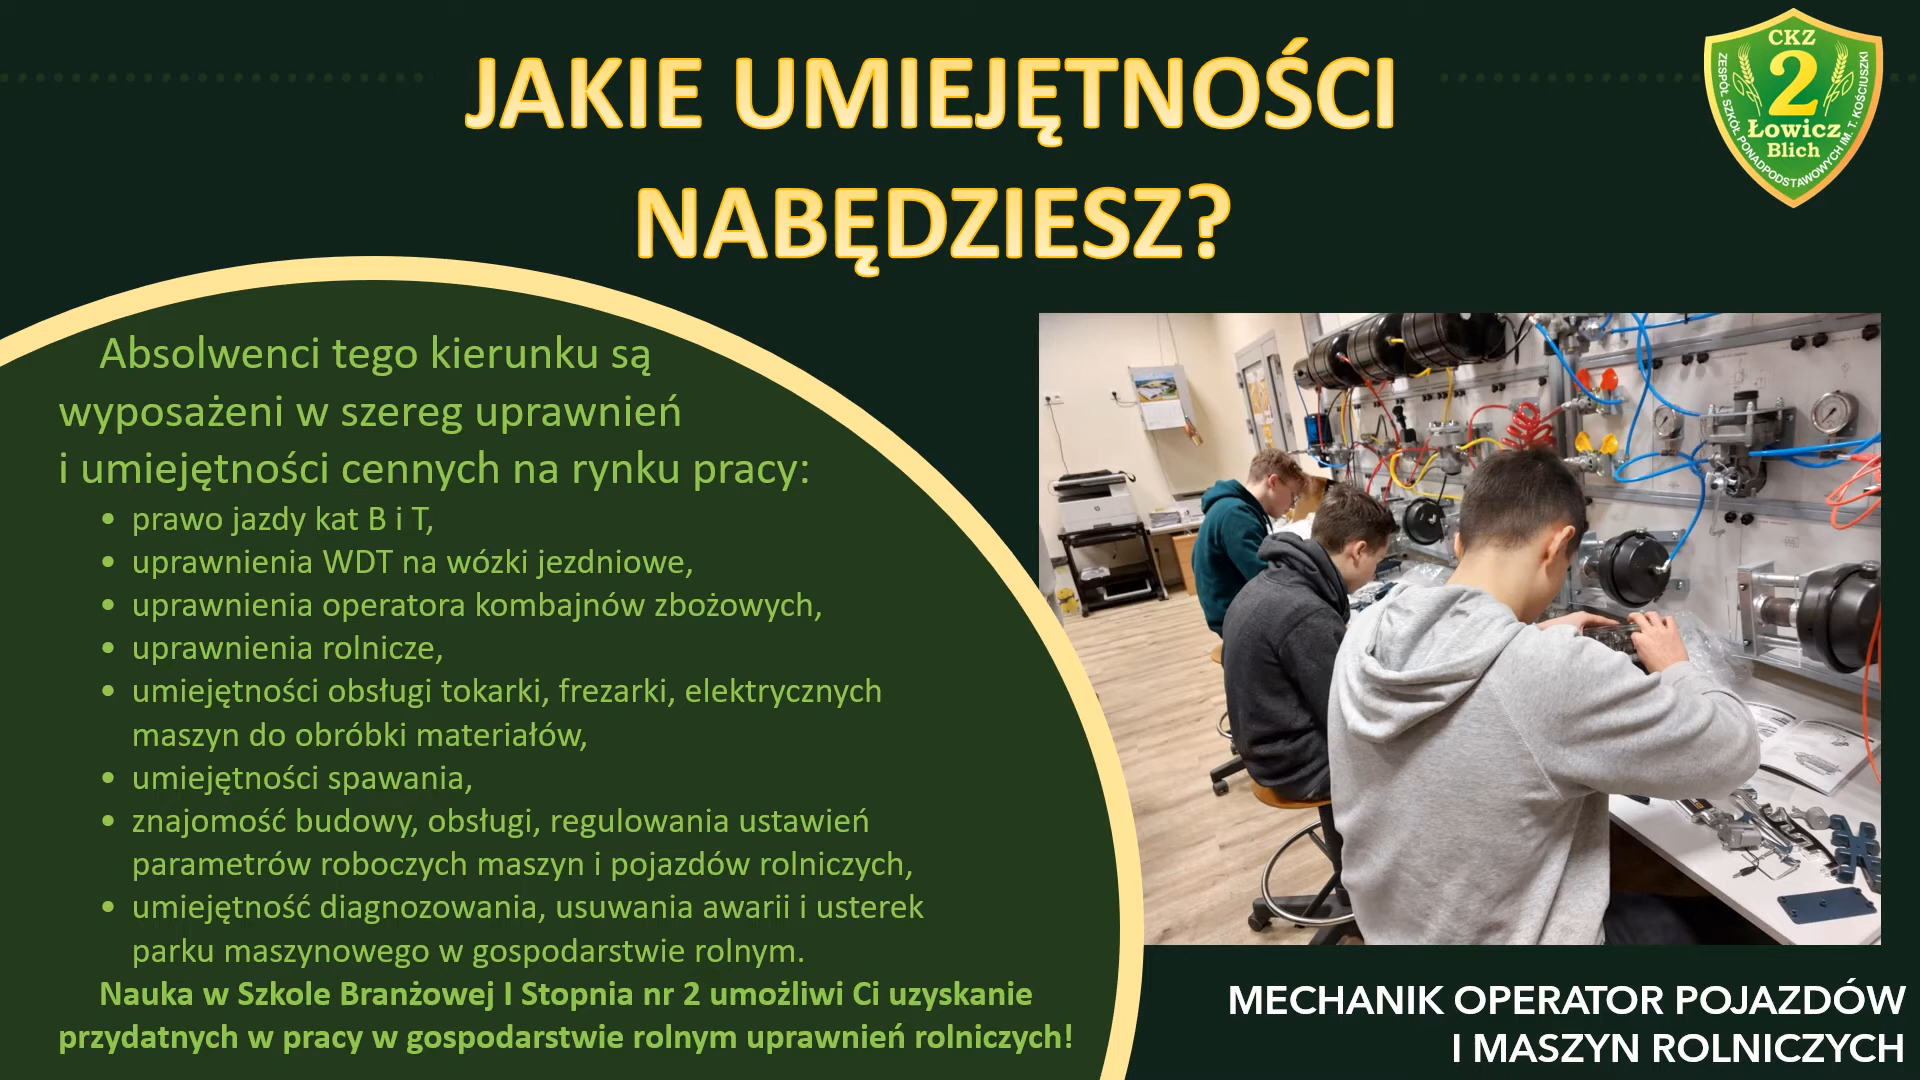 JAKIE UMIEJĘTNOŚCI
NABĘDZIESZ?
CKZ
2
Łowicz
Blich
ZESPÓŁ SZKÓŁ PONADPODSTAWOWYCH IM. T. KOŚCIUSZKI
Absolwenci tego kierunku są
wyposażeni w szereg uprawnień
i umiejętności cennych na rynku pracy:
• prawo jazdy kat B i T,
• uprawnienia WDT na wózki jezdniowe,
• uprawnienia operatora kombajnów zbożowych,
• uprawnienia rolnicze,
• umiejętności obsługi tokarki, frezarki, elektrycznych
maszyn do obróbki materiałów,
• umiejętności spawania,
• znajomość budowy, obsługi, regulowania ustawień
parametrów roboczych maszyn i pojazdów rolniczych,
• umiejętność diagnozowania, usuwania awarii i usterek
parku maszynowego w gospodarstwie rolnym.
Nauka w Szkole Branżowej I Stopnia nr 2 umożliwi Ci uzyskanie
przydatnych w pracy w gospodarstwie rolnym uprawnień rolniczych!
MECHANIK OPERATOR POJAZDÓW
I MASZYN ROLNICZYCH